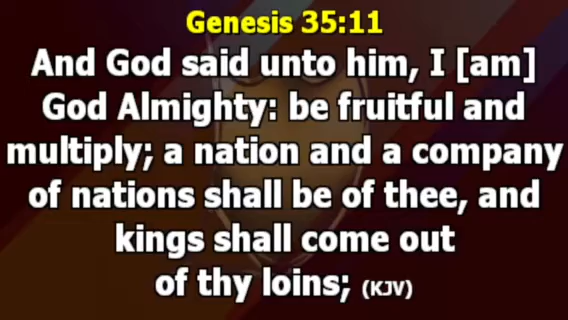 Genesis 35:11
And God said unto him, I [am]
God Almighty: be fruitful and
multiply; a nation and a company
of nations shall be of thee, and
kings shall come out
of thy loins; (KJV)